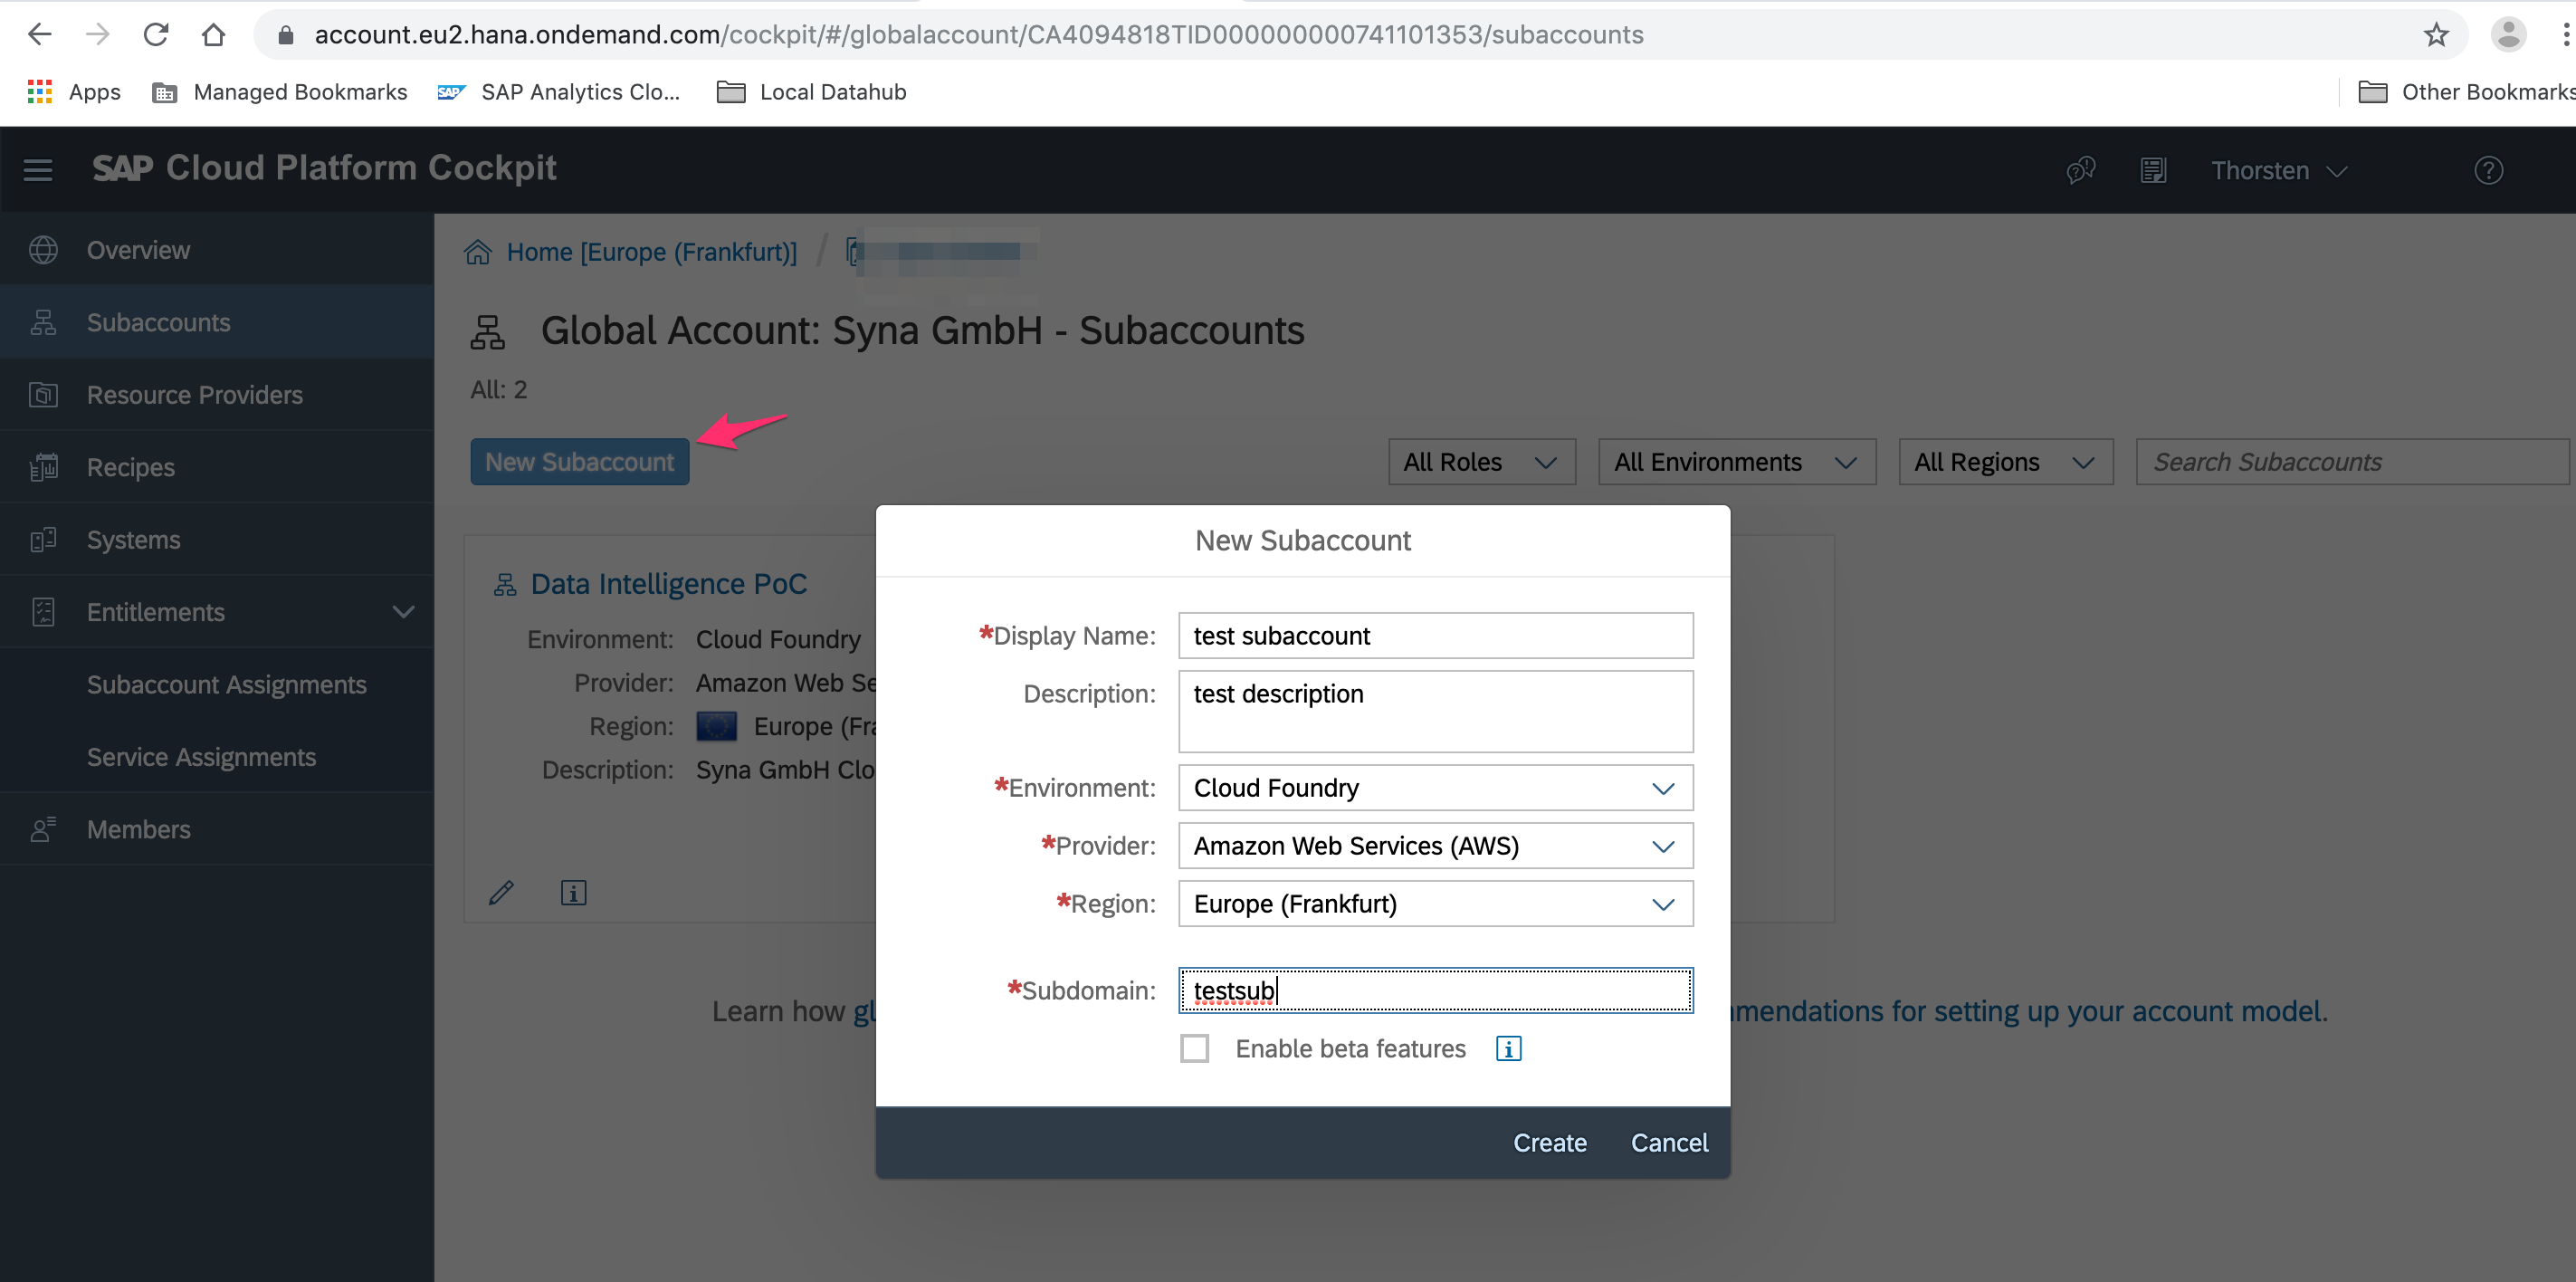 account.eu2.hana.ondemand.com/cockpit/#/globalaccount/CA4094818TID000000000741101353/subaccounts
Apps Managed Bookmarks SAP SAP Analytics Clo... Local Datahub Other Bookmarks
SAP Cloud Platform Cockpit Thorsten
Overview
Subaccounts
Resource Providers
Recipes
Systems
Entitlements
Subaccount Assignments
Service Assignments
Members
Home [Europe (Frankfurt)] /
Global Account: Syna GmbH - Subaccounts
All: 2
New Subaccount All Roles All Environments All Regions Search Subaccounts
Data Intelligence PoC
Environment: Cloud Foundry
Provider: Amazon Web Se
Region: Europe (Fra
Description: Syna GmbH Clo
New Subaccount
*Display Name: test subaccount
Description: test description
*Environment: Cloud Foundry
*Provider: Amazon Web Services (AWS)
*Region: Europe (Frankfurt)
*Subdomain: testsub
Enable beta features
Create Cancel
Learn how gl mmendations for setting up your account model.